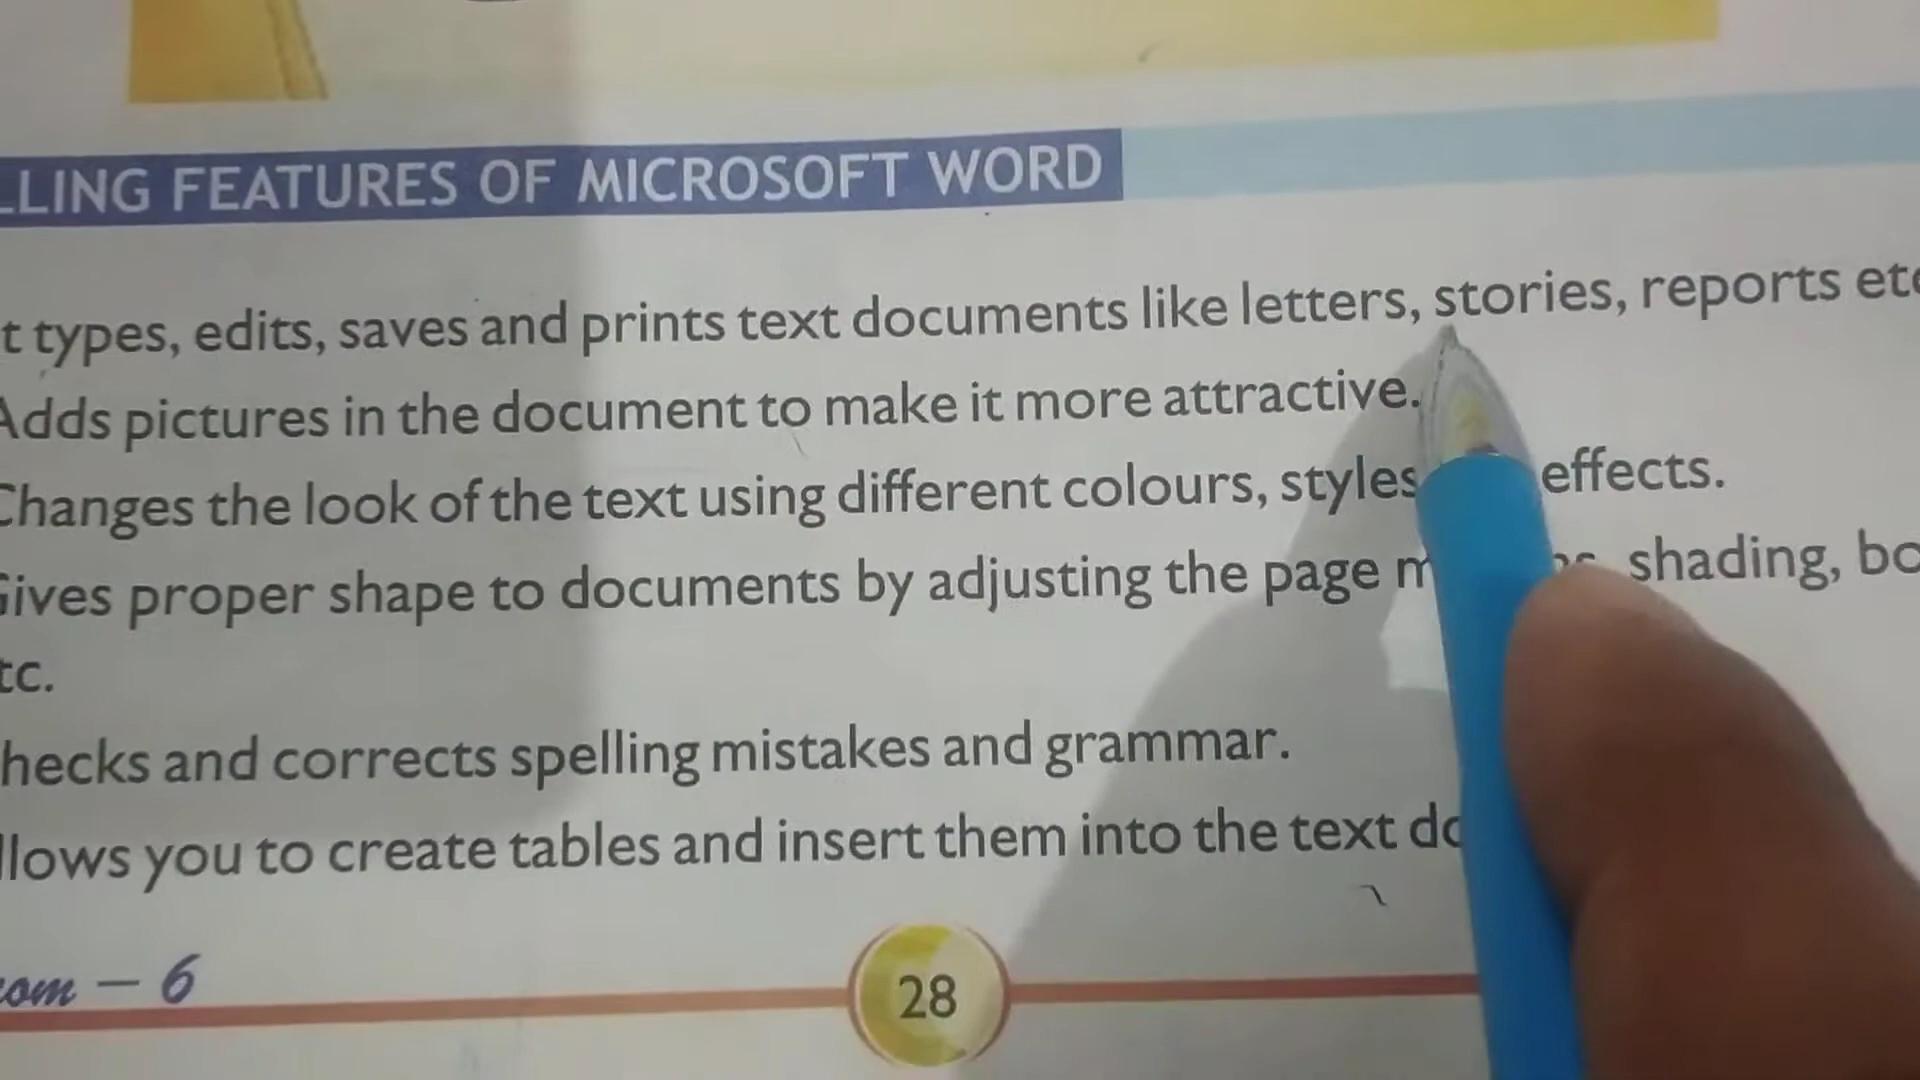 LLING FEATURES OF MICROSOFT WORD
t types, edits, saves and prints text documents like letters, stories, reports etc
Adds pictures in the document to make it more attractive.
Changes the look of the text using different colours, styles effects.
Gives proper shape to documents by adjusting the page shading, bo
tc.
hecks and corrects spelling mistakes and grammar.
llows you to create tables and insert them into the text do
com – 6
28